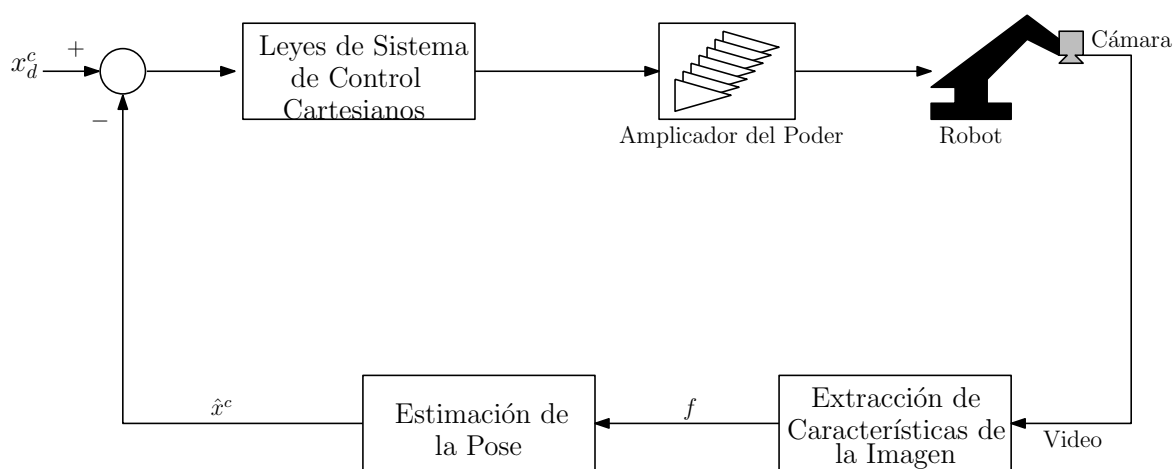 x_d^c
+
−
Leyes de Sistema
de Control
Cartesianos
Amplicador del Poder
Robot
Cámara
x̂^c
Estimación de
la Pose
f
Extracción de
Características de
la Imagen
Video